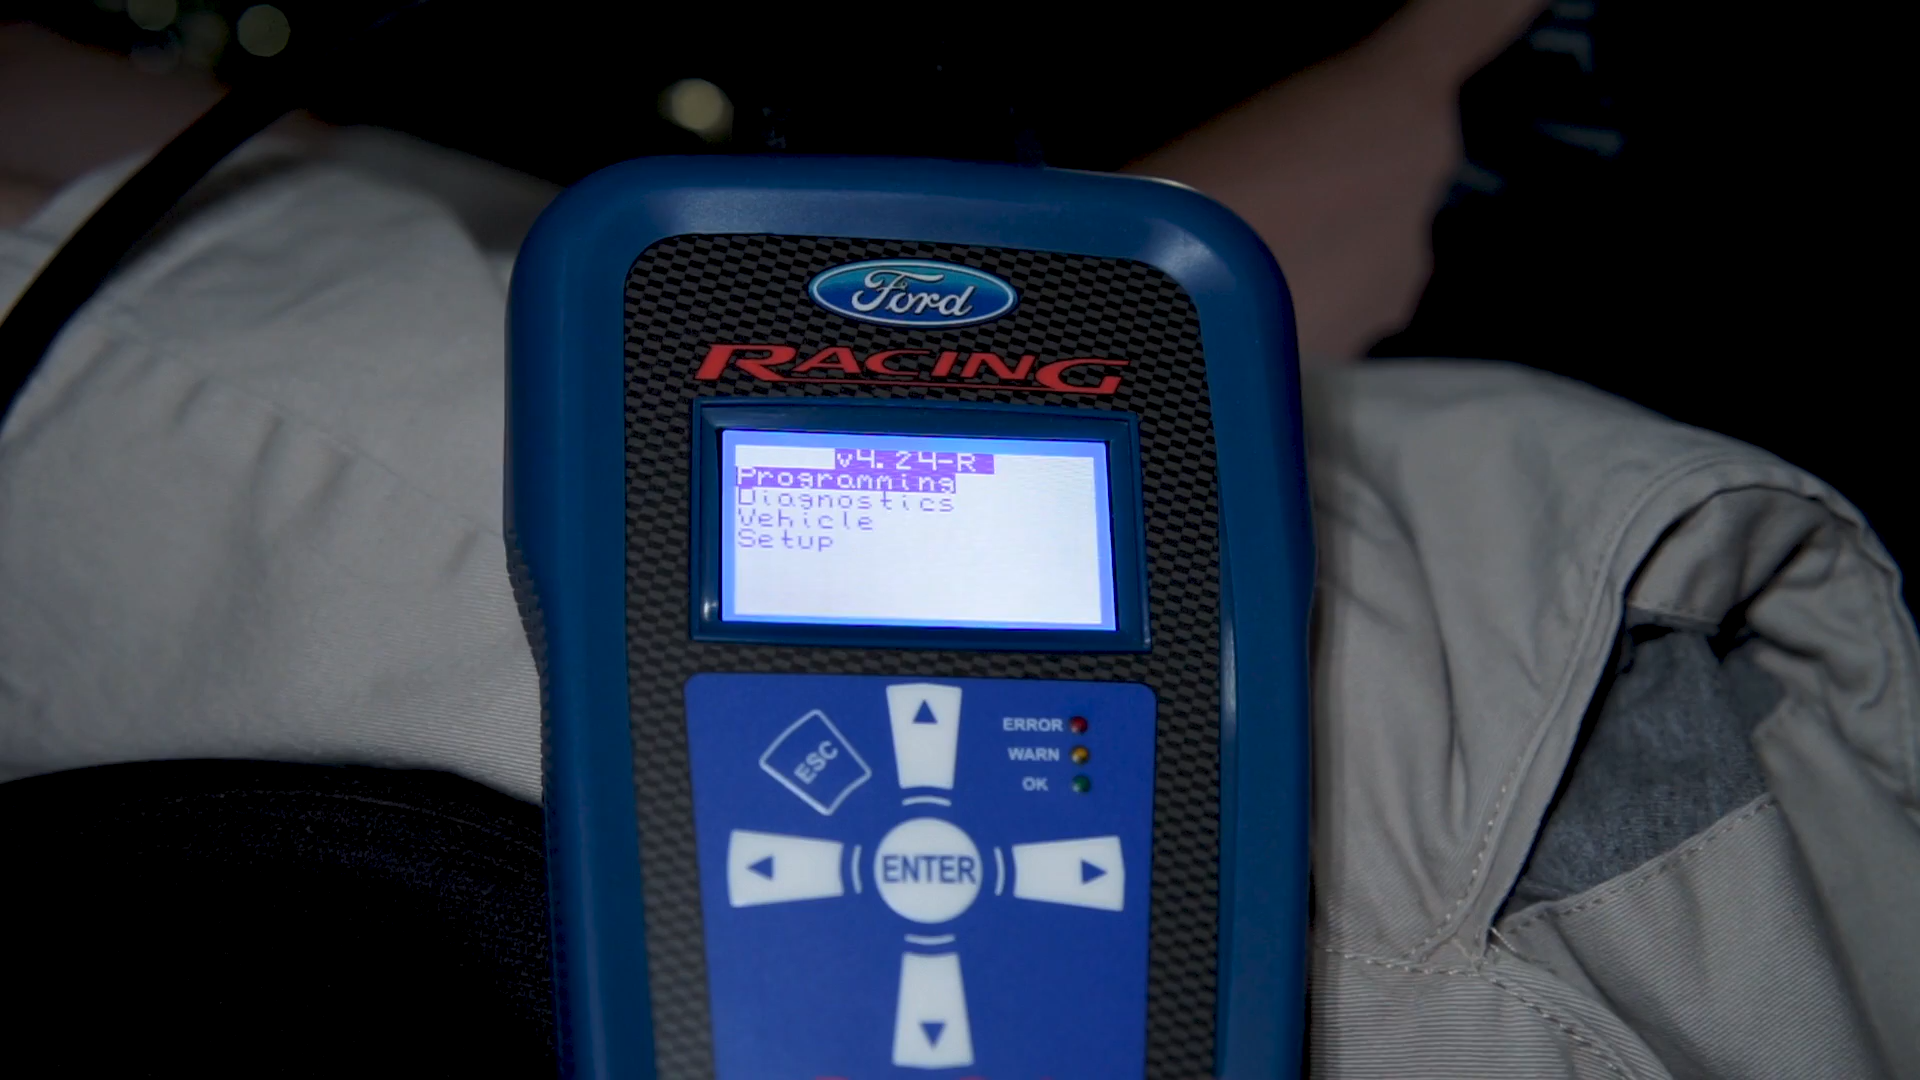 Ford
RACING
v4.24-R
Programming
Diagnostics
Vehicle
Setup
ESC
ERROR
WARN
OK
ENTER